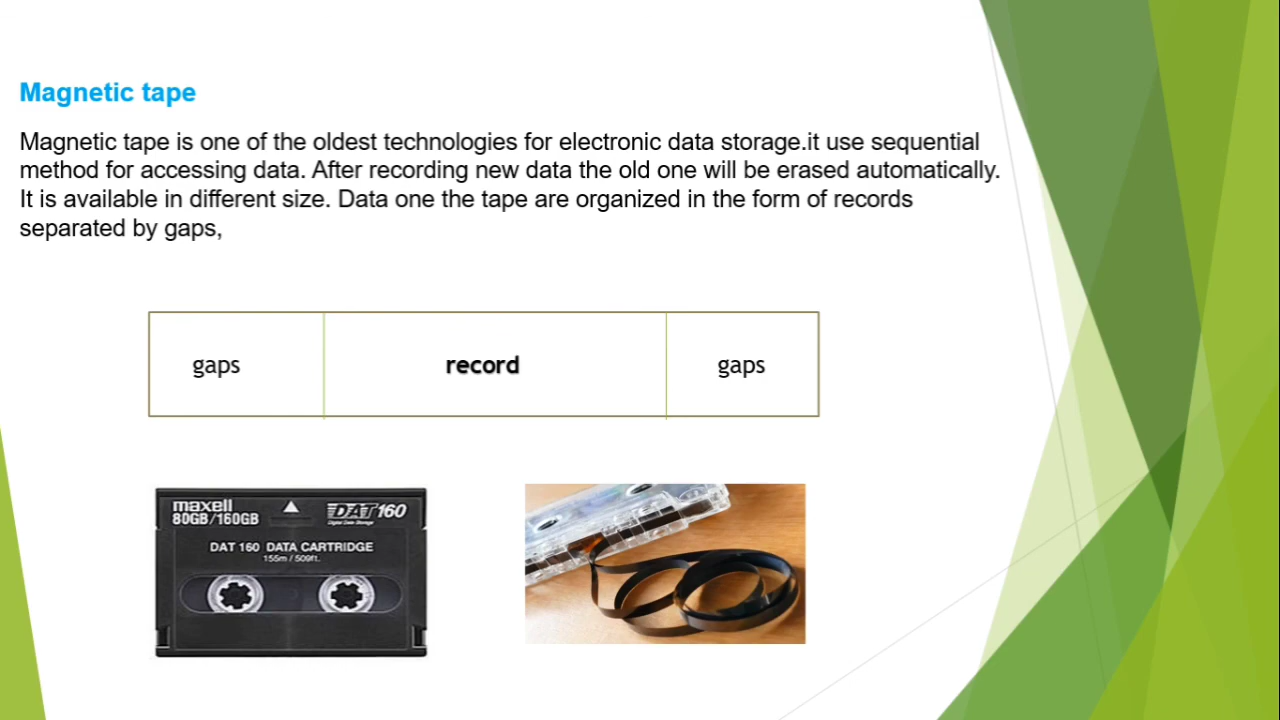 Magnetic tape
Magnetic tape is one of the oldest technologies for electronic data storage.it use sequential
method for accessing data. After recording new data the old one will be erased automatically.
It is available in different size. Data one the tape are organized in the form of records
separated by gaps,
gaps record gaps
maxell
80GB/160GB
DAT 160
Digital Data Storage
DAT 160 DATA CARTRIDGE
155m / 509ft.